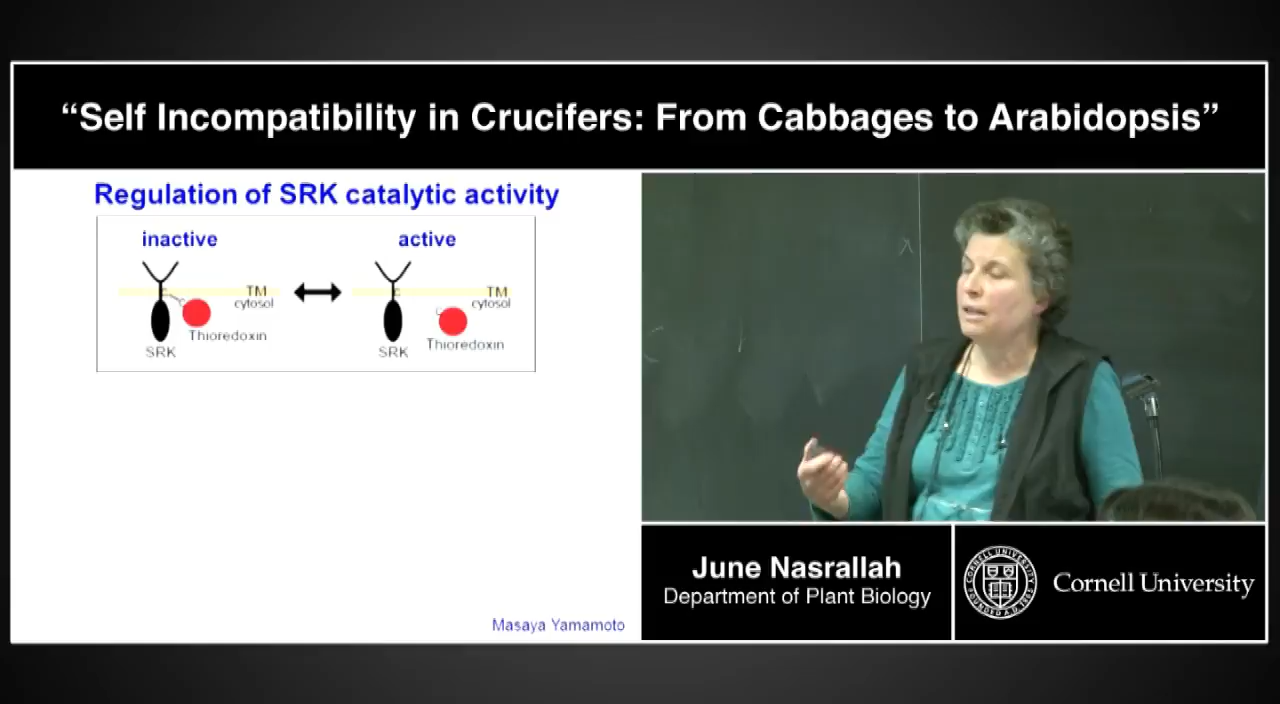 “Self Incompatibility in Crucifers: From Cabbages to Arabidopsis”
Regulation of SRK catalytic activity
inactive
active
C
TM
cytosol
Thioredoxin
SRK
C
TM
cytosol
Thioredoxin
SRK
Masaya Yamamoto
June Nasrallah
Department of Plant Biology
Cornell University